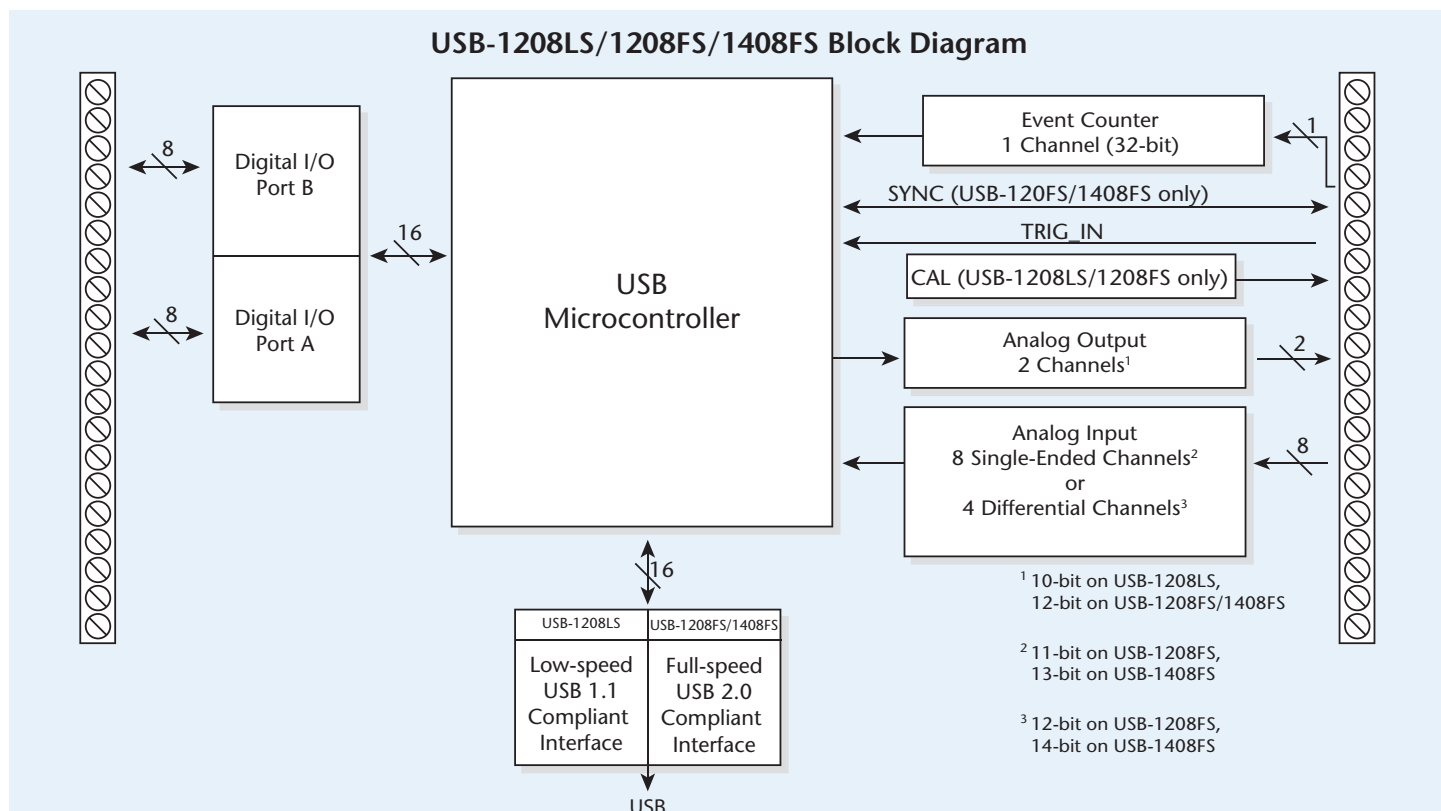 USB-1208LS/1208FS/1408FS Block Diagram
8
Digital I/O
Port B
16
8
Digital I/O
Port A
USB
Microcontroller
Event Counter
1 Channel (32-bit)
1
SYNC (USB-120FS/1408FS only)
TRIG_IN
CAL (USB-1208LS/1208FS only)
Analog Output
2 Channels¹
2
Analog Input
8 Single-Ended Channels²
or
4 Differential Channels³
8
16
USB-1208LS
USB-1208FS/1408FS
Low-speed
USB 1.1
Compliant
Interface
Full-speed
USB 2.0
Compliant
Interface
USB
¹ 10-bit on USB-1208LS,
12-bit on USB-1208FS/1408FS
² 11-bit on USB-1208FS,
13-bit on USB-1408FS
³ 12-bit on USB-1208FS,
14-bit on USB-1408FS